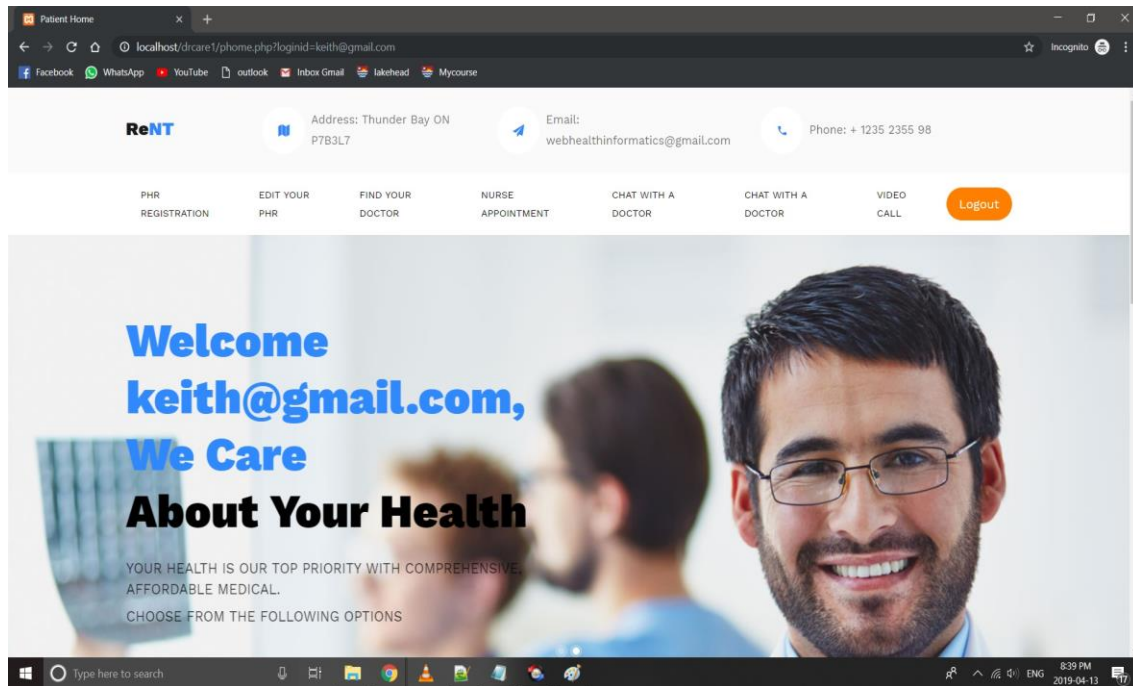 Patient Home
localhost/drcare1/phome.php?loginid=keith@gmail.com
Incognito
Facebook WhatsApp YouTube outlook Inbox Gmail lakehead Mycourse
ReNT
Address: Thunder Bay ON
P7B3L7
Email:
webhealthinformatics@gmail.com
Phone: + 1235 2355 98
PHR
REGISTRATION
EDIT YOUR
PHR
FIND YOUR
DOCTOR
NURSE
APPOINTMENT
CHAT WITH A
DOCTOR
CHAT WITH A
DOCTOR
VIDEO
CALL
Logout
Welcome
keith@gmail.com,
We Care
About Your Health
YOUR HEALTH IS OUR TOP PRIORITY WITH COMPREHENSIVE,
AFFORDABLE MEDICAL.
CHOOSE FROM THE FOLLOWING OPTIONS
Type here to search
ENG
8:39 PM
2019-04-13
17